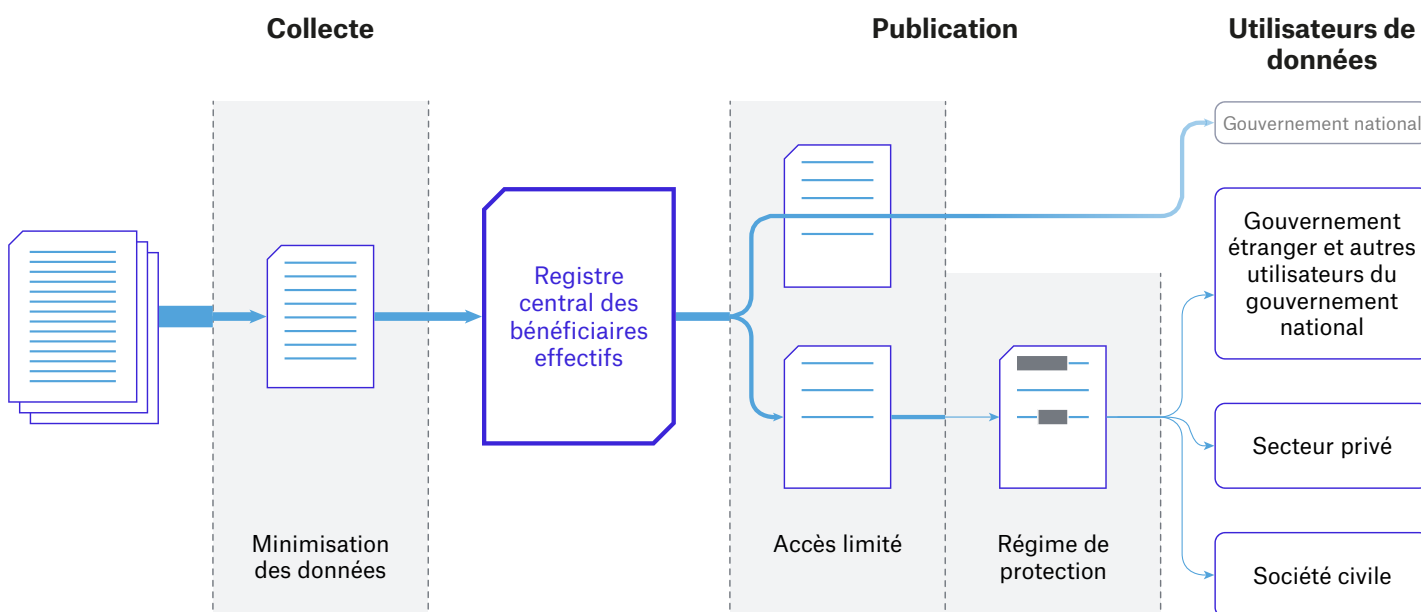 Collecte
Publication
Utilisateurs de
données
Gouvernement national
Gouvernement
étranger et autres
utilisateurs du
gouvernement
national
Registre
central des
bénéficiaires
effectifs
Secteur privé
Minimisation
des données
Accès limité
Régime de
protection
Société civile